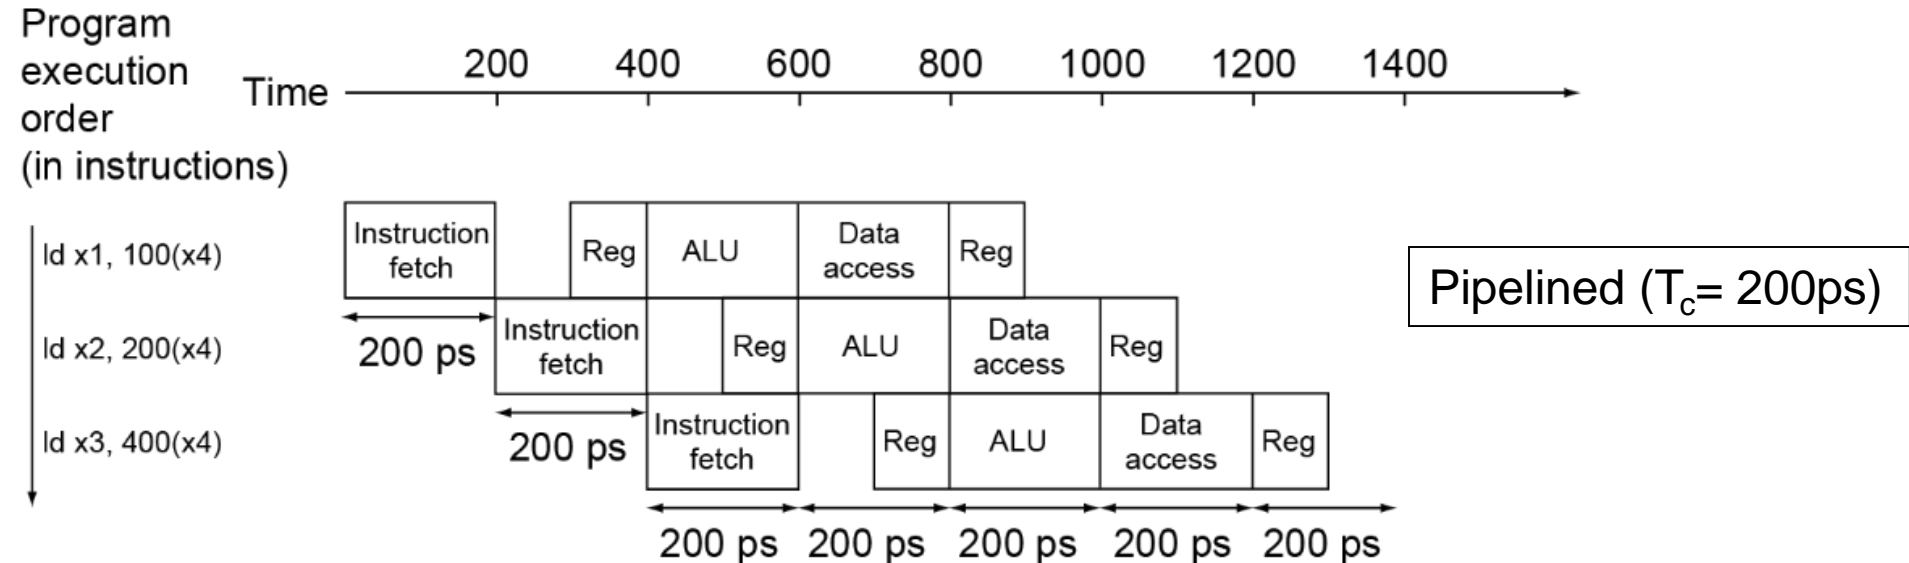 Program
execution
order
(in instructions)
Time
200 400 600 800 1000 1200 1400
ld x1, 100(x4)
Instruction
fetch
Reg
ALU
Data
access
Reg
200 ps
ld x2, 200(x4)
Instruction
fetch
Reg
ALU
Data
access
Reg
200 ps
ld x3, 400(x4)
Instruction
fetch
Reg
ALU
Data
access
Reg
200 ps 200 ps 200 ps 200 ps 200 ps
Pipelined (Tc= 200ps)